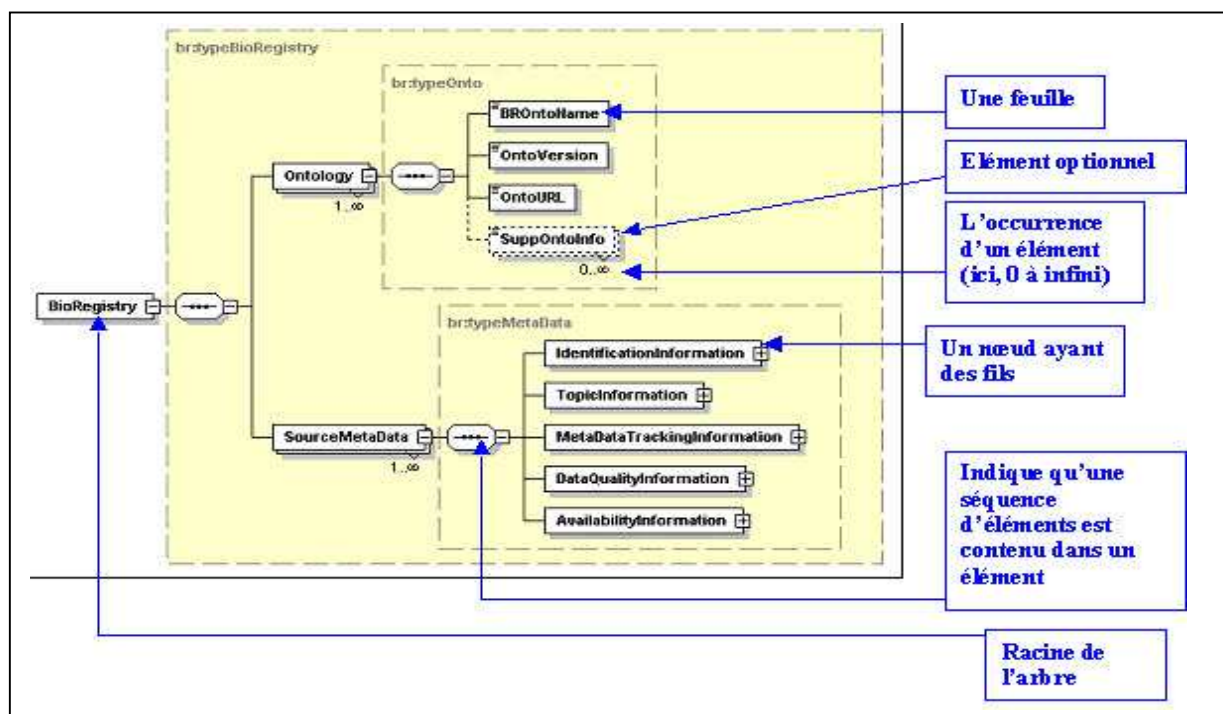 br:typeBioRegistry
br:typeOnto
BROntoName
OntoVersion
Ontology
1..∞
OntoURL
SuppOntoInfo
0..∞
BioRegistry
br:typeMetaData
IdentificationInformation
TopicInformation
SourceMetaData
1..∞
MetaDataTrackingInformation
DataQualityInformation
AvailabilityInformation
Une feuille
Elément optionnel
L'occurrence
d'un élément
(ici, 0 à infini)
Un nœud ayant
des fils
Indique qu'une
séquence
d'éléments est
contenu dans un
élément
Racine de
l'arbre